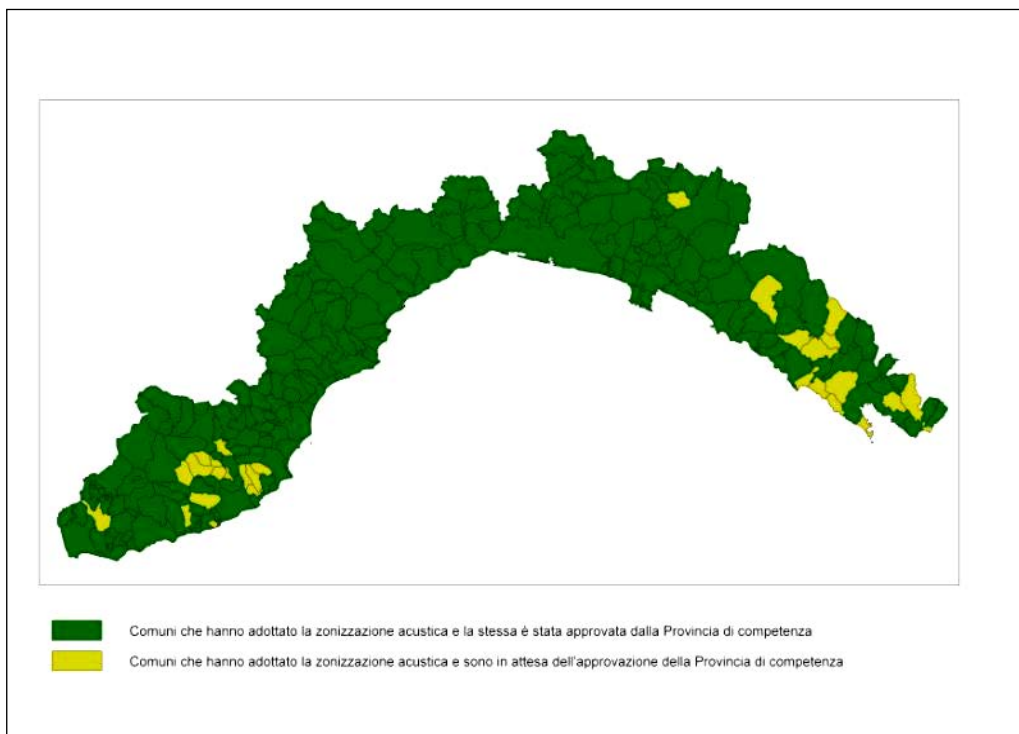 Comuni che hanno adottato la zonizzazione acustica e la stessa è stata approvata dalla Provincia di competenza
Comuni che hanno adottato la zonizzazione acustica e sono in attesa dell'approvazione della Provincia di competenza